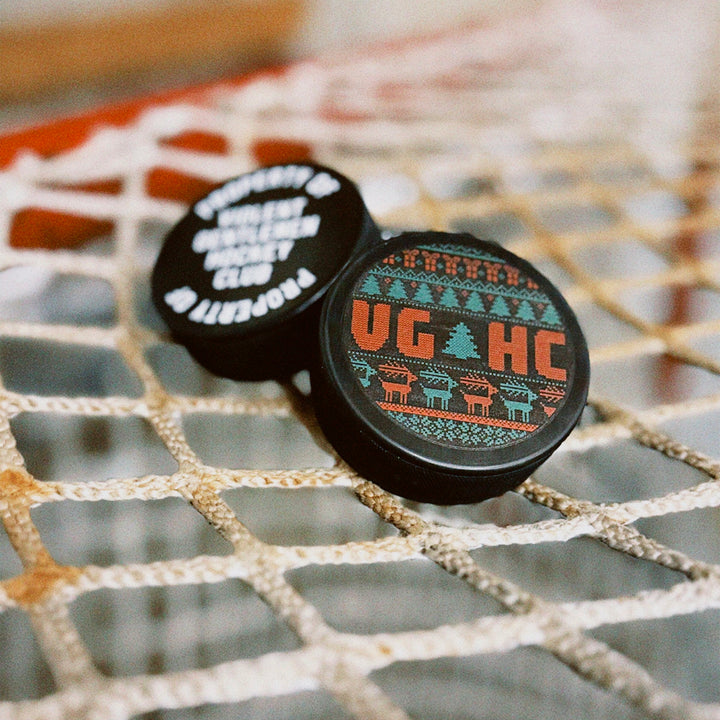 PROPERTY OF
VIOLENT
GENTLEMEN
HOCKEY
CLUB
PROPERTY OF
VG HC